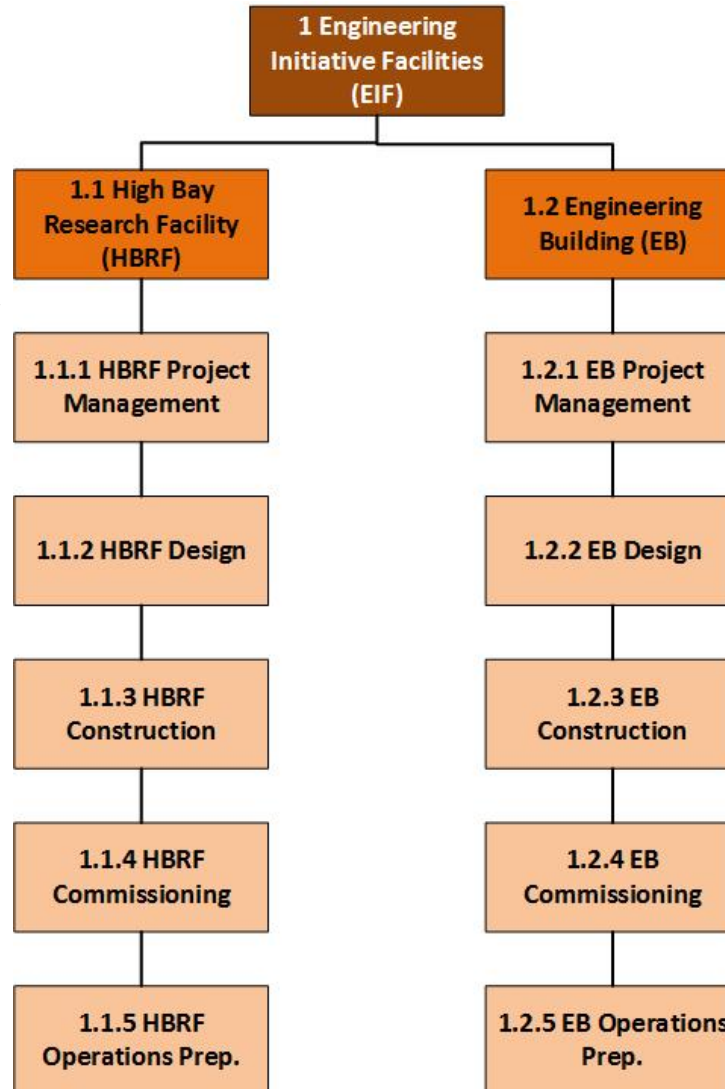 1 Engineering
Initiative Facilities
(EIF)
1.1 High Bay
Research Facility
(HBRF)
1.2 Engineering
Building (EB)
1.1.1 HBRF Project
Management
1.2.1 EB Project
Management
1.1.2 HBRF Design
1.2.2 EB Design
1.1.3 HBRF
Construction
1.2.3 EB
Construction
1.1.4 HBRF
Commissioning
1.2.4 EB
Commissioning
1.1.5 HBRF
Operations Prep.
1.2.5 EB Operations
Prep.